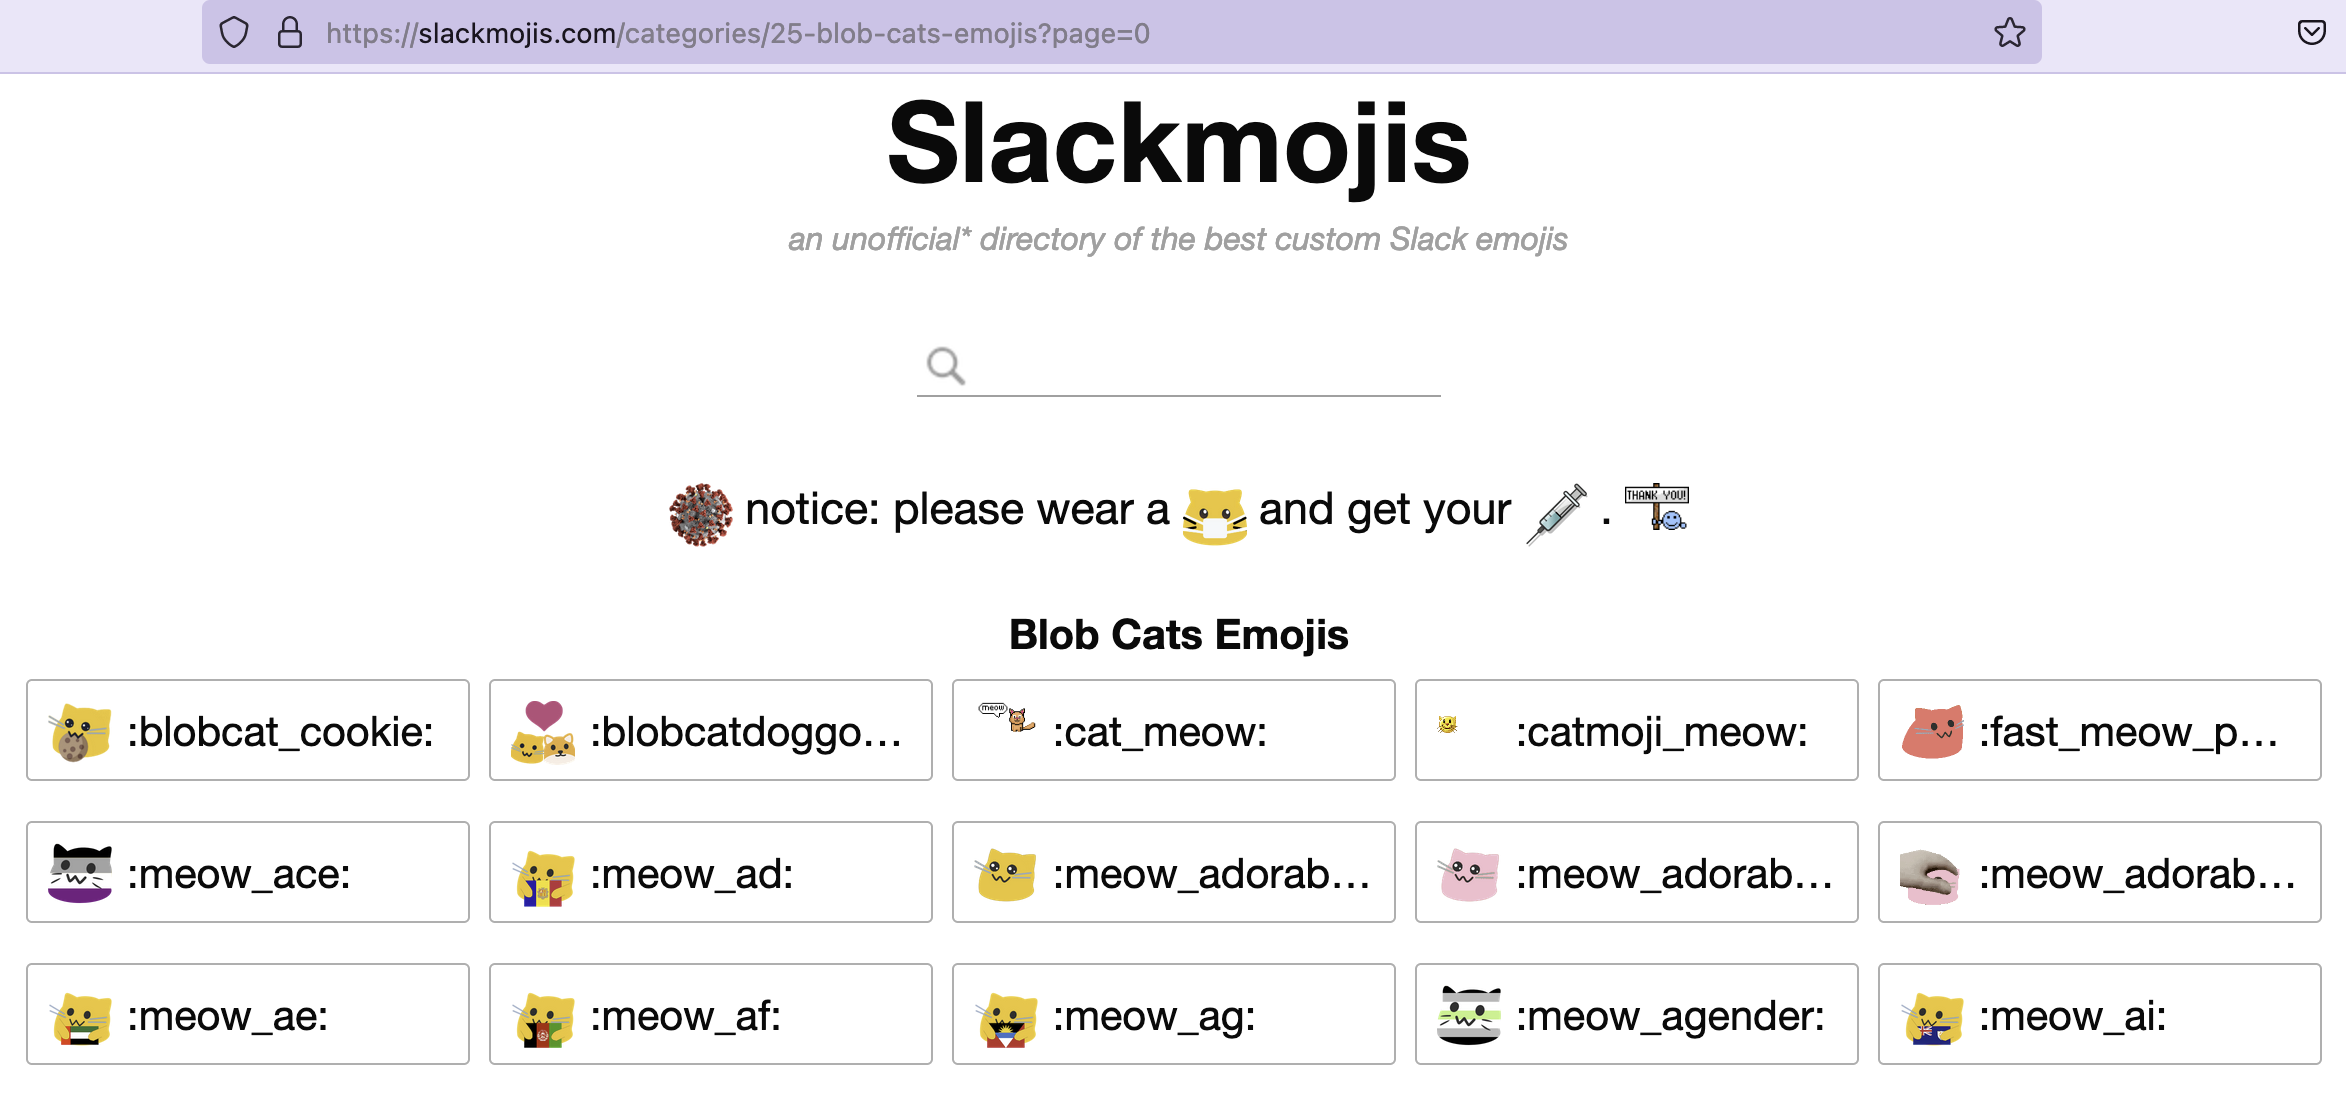 https://slackmojis.com/categories/25-blob-cats-emojis?page=0
Slackmojis
an unofficial* directory of the best custom Slack emojis
notice: please wear a and get your . THANK YOU!
Blob Cats Emojis
:blobcat_cookie: :blobcatdoggo... meow :cat_meow: :catmoji_meow: :fast_meow_p...
:meow_ace: :meow_ad: :meow_adorab... :meow_adorab... :meow_adorab...
:meow_ae: :meow_af: :meow_ag: :meow_agender: :meow_ai: